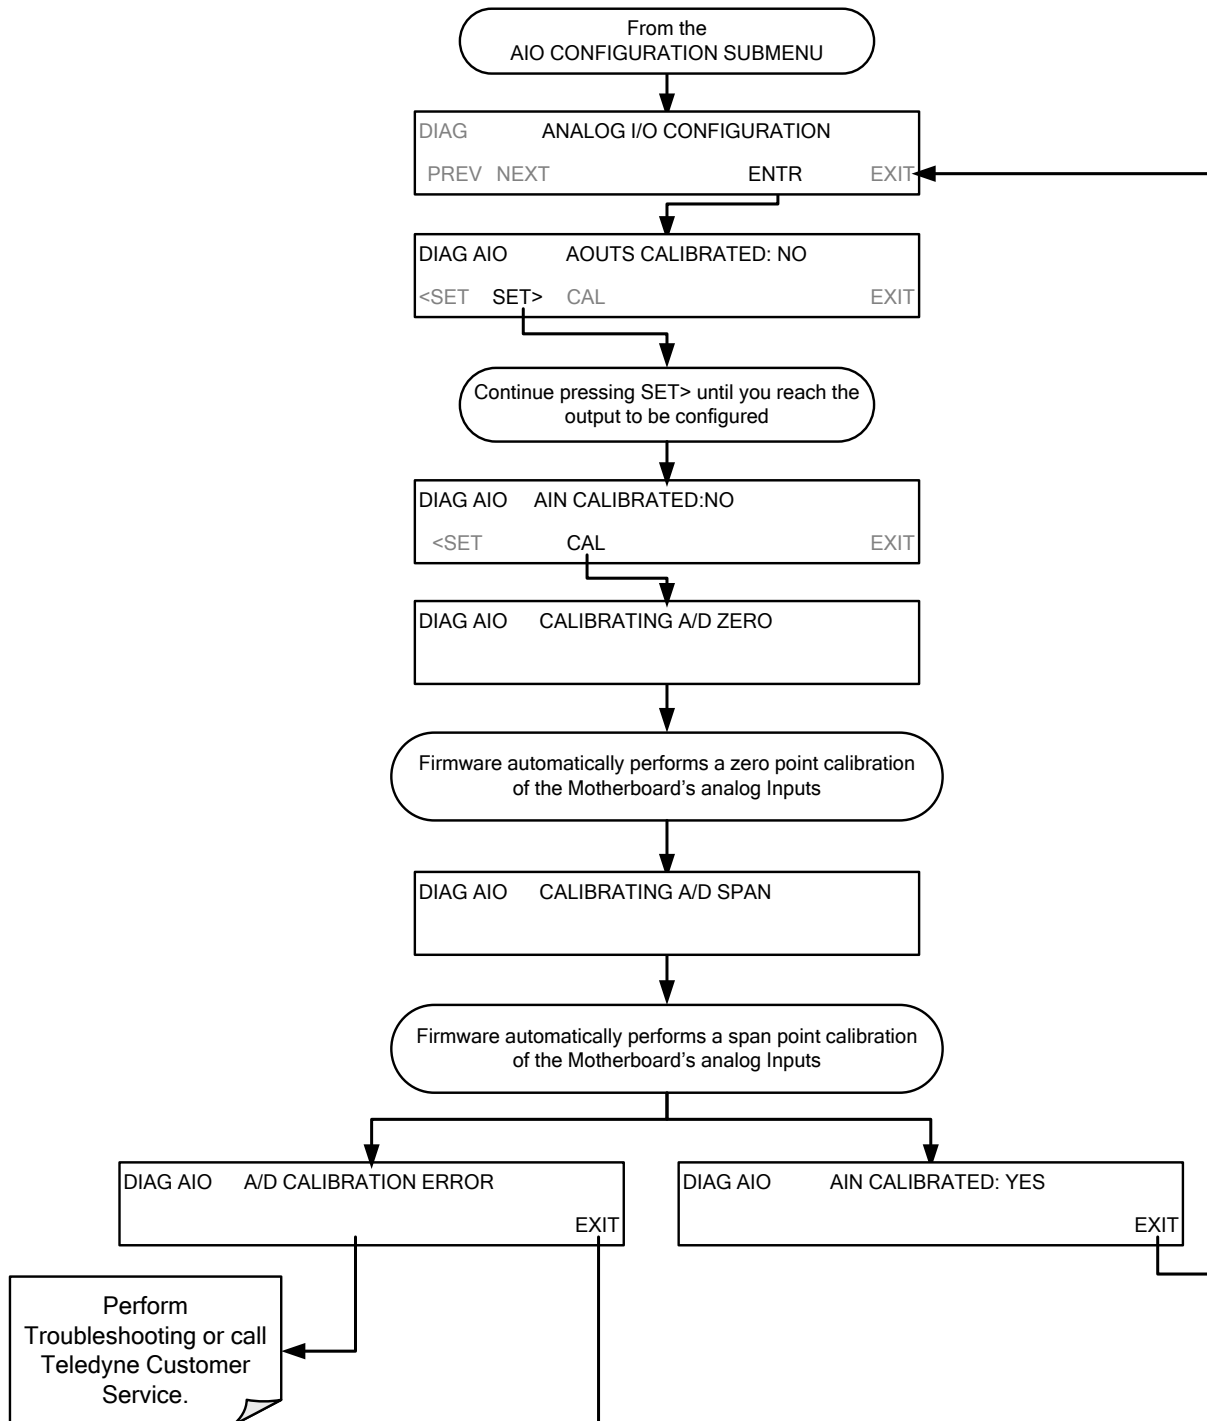 From the
AIO CONFIGURATION SUBMENU
DIAG ANALOG I/O CONFIGURATION
PREV NEXT ENTR EXIT
DIAG AIO AOUTS CALIBRATED: NO
<SET SET> CAL EXIT
Continue pressing SET> until you reach the
output to be configured
DIAG AIO AIN CALIBRATED:NO
<SET CAL EXIT
DIAG AIO CALIBRATING A/D ZERO
Firmware automatically performs a zero point calibration
of the Motherboard's analog Inputs
DIAG AIO CALIBRATING A/D SPAN
Firmware automatically performs a span point calibration
of the Motherboard's analog Inputs
DIAG AIO A/D CALIBRATION ERROR
EXIT
DIAG AIO AIN CALIBRATED: YES
EXIT
Perform
Troubleshooting or call
Teledyne Customer
Service.